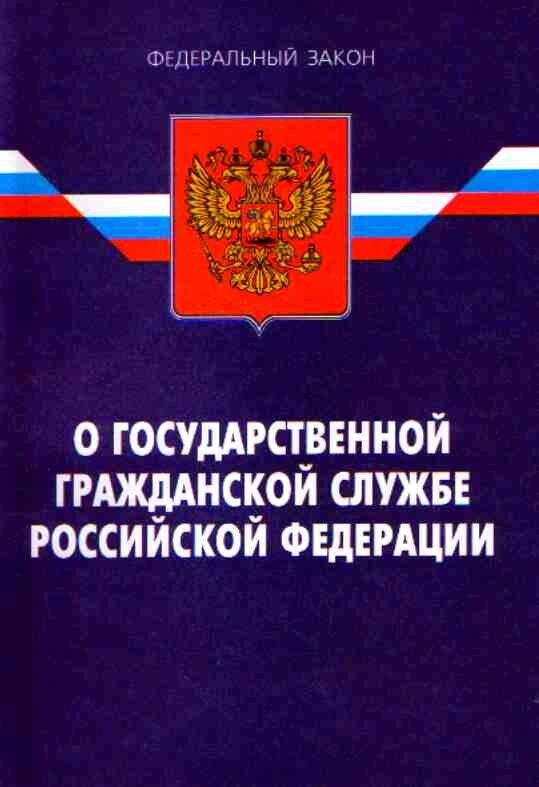 ФЕДЕРАЛЬНЫЙ ЗАКОН
О ГОСУДАРСТВЕННОЙ
ГРАЖДАНСКОЙ СЛУЖБЕ
РОССИЙСКОЙ ФЕДЕРАЦИИ